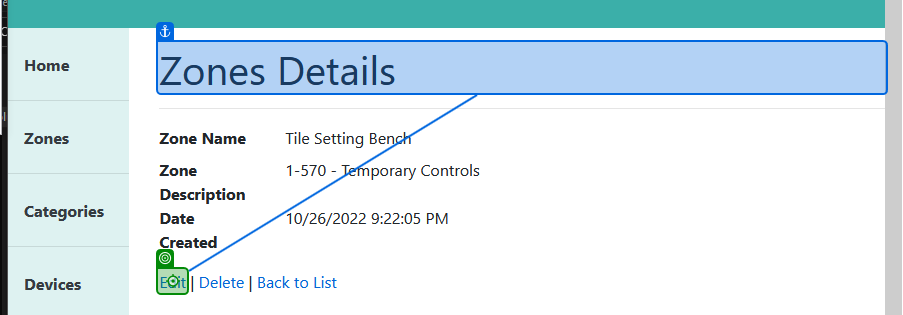 Home
Zones
Categories
Devices
Zones Details
Zone Name Tile Setting Bench
Zone Description 1-570 - Temporary Controls
Date Created 10/26/2022 9:22:05 PM
Edit | Delete | Back to List